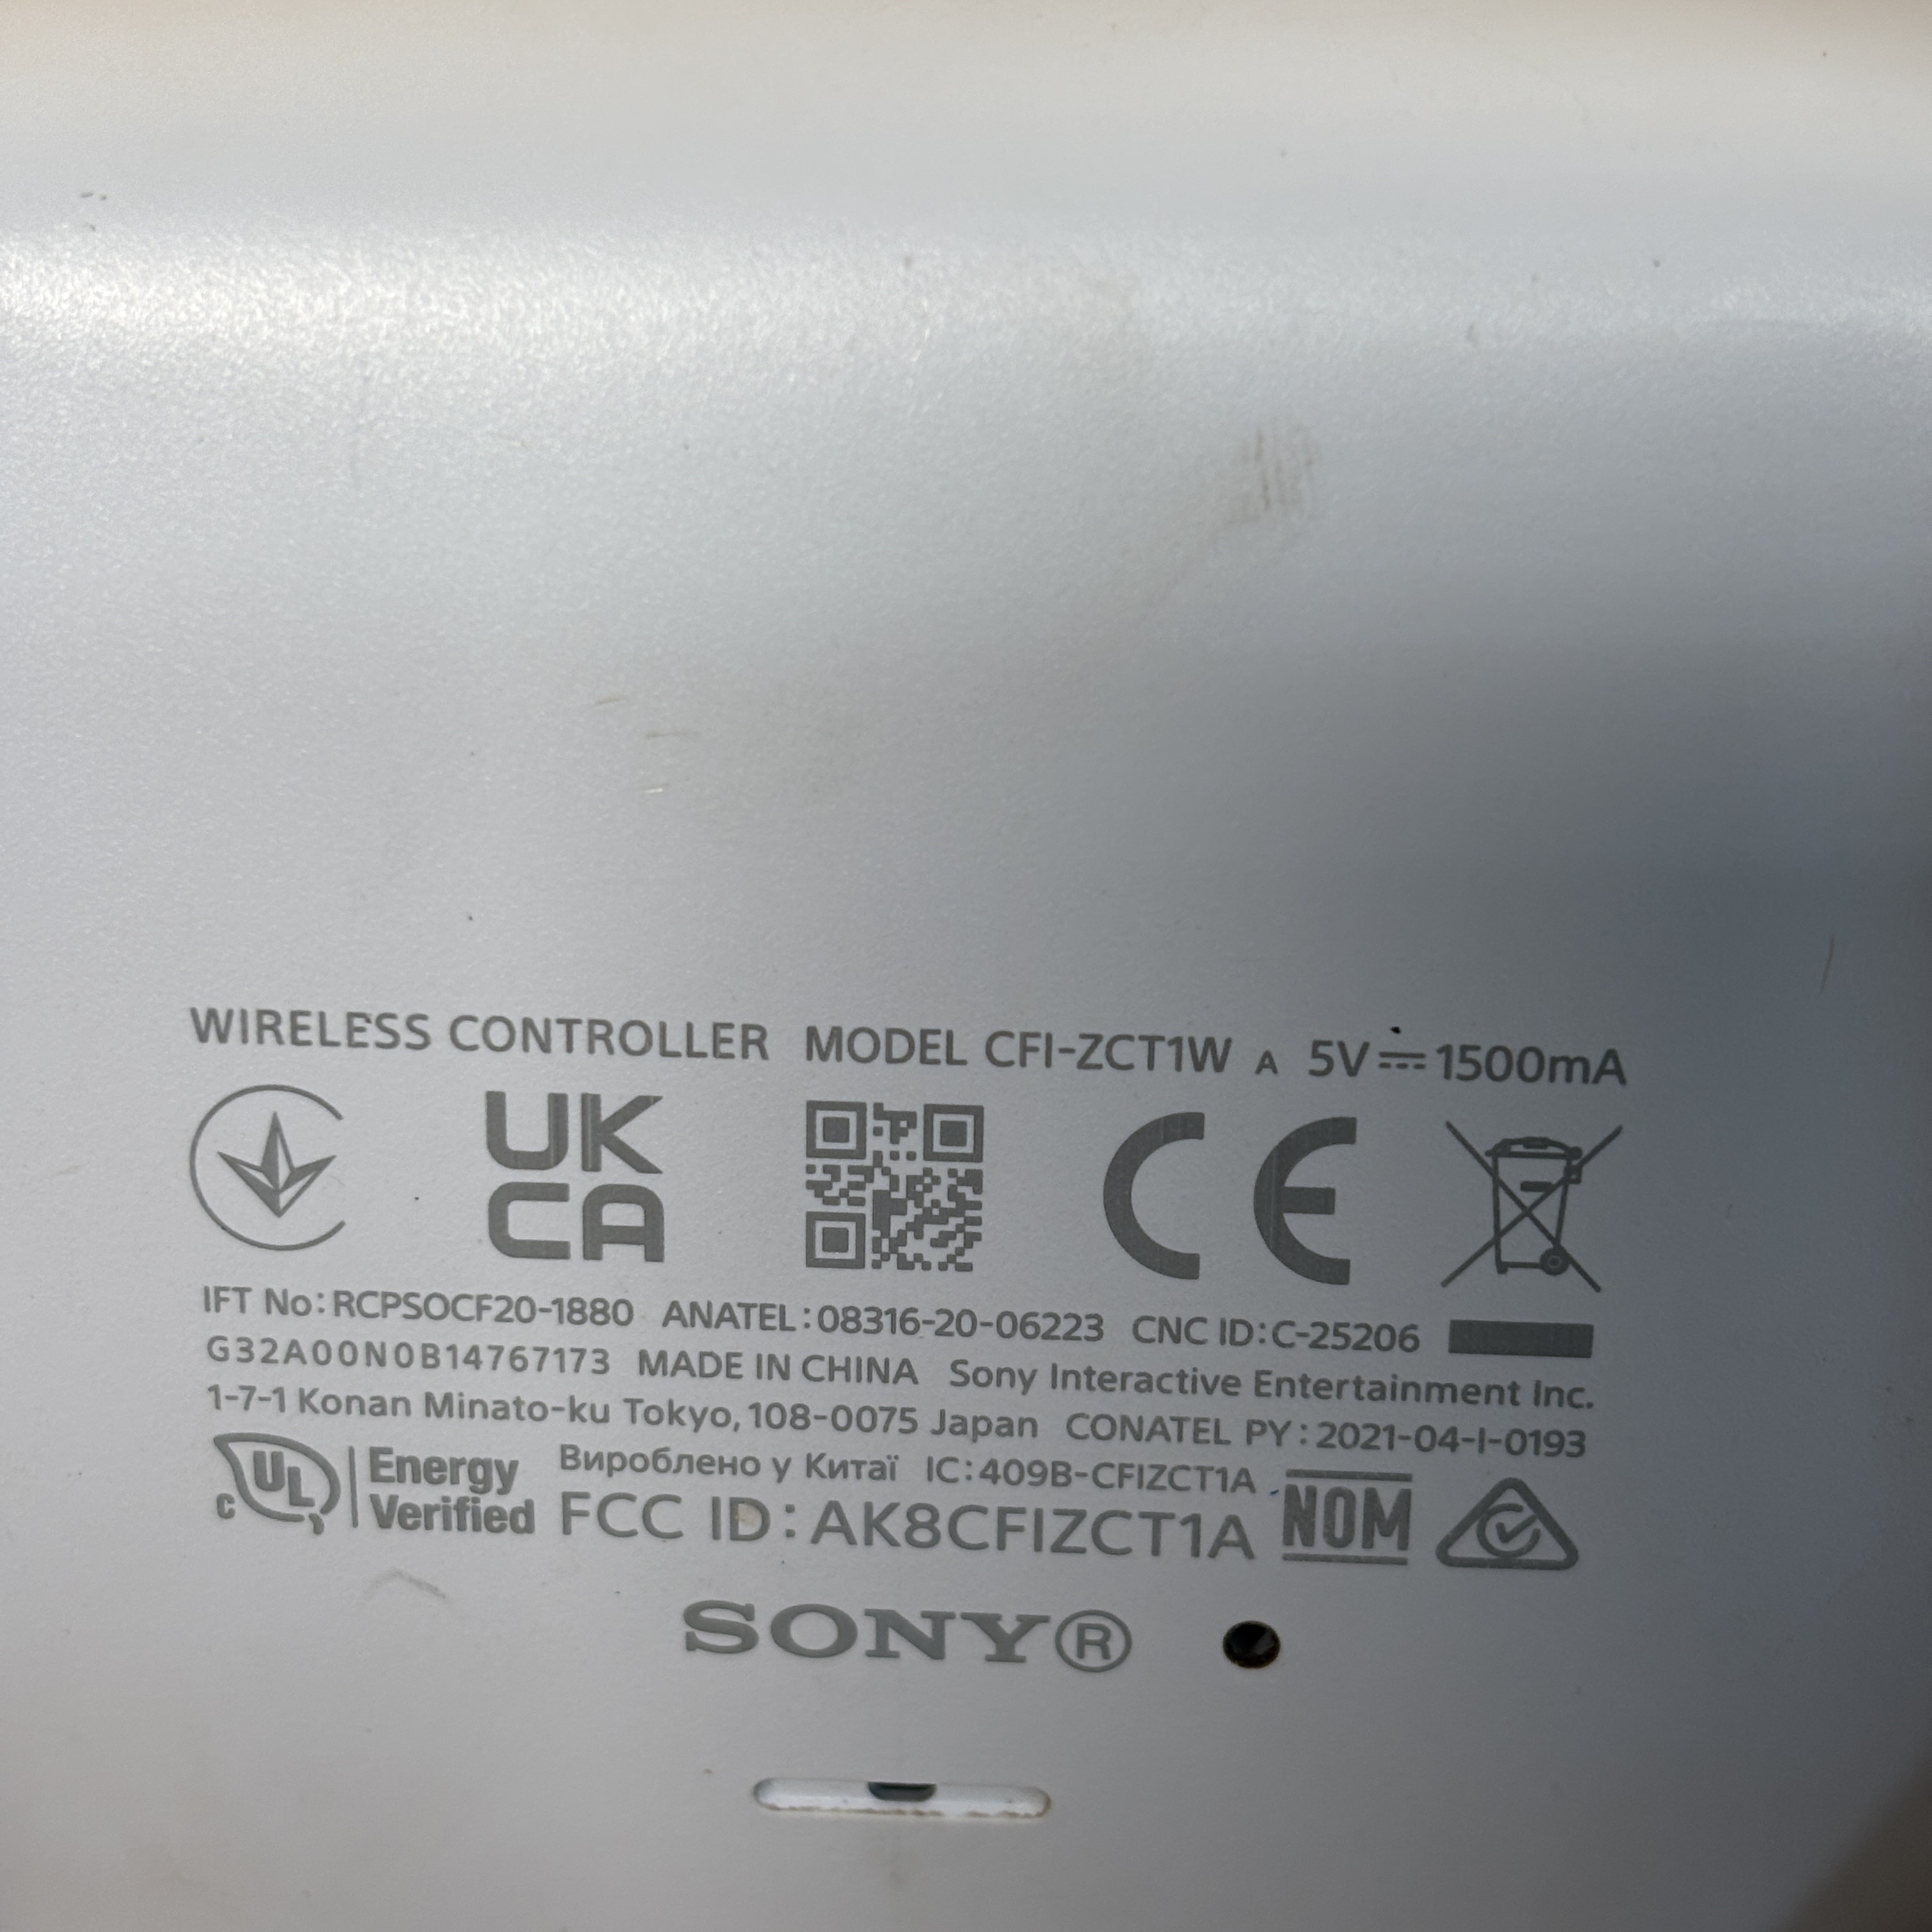 WIRELESS CONTROLLER MODEL CFI-ZCT1W A 5V⎓1500mA
UK
CA
CE
IFT No:RCPSOCF20-1880 ANATEL:08316-20-06223 CNC ID:C-25206
G32A00N0B14767173 MADE IN CHINA Sony Interactive Entertainment Inc.
1-7-1 Konan Minato-ku Tokyo, 108-0075 Japan CONATEL PY:2021-04-I-0193
c UL Energy Verified
Вироблено у Китаї IC:409B-CFIZCT1A
FCC ID:AK8CFIZCT1A NOM
SONY®